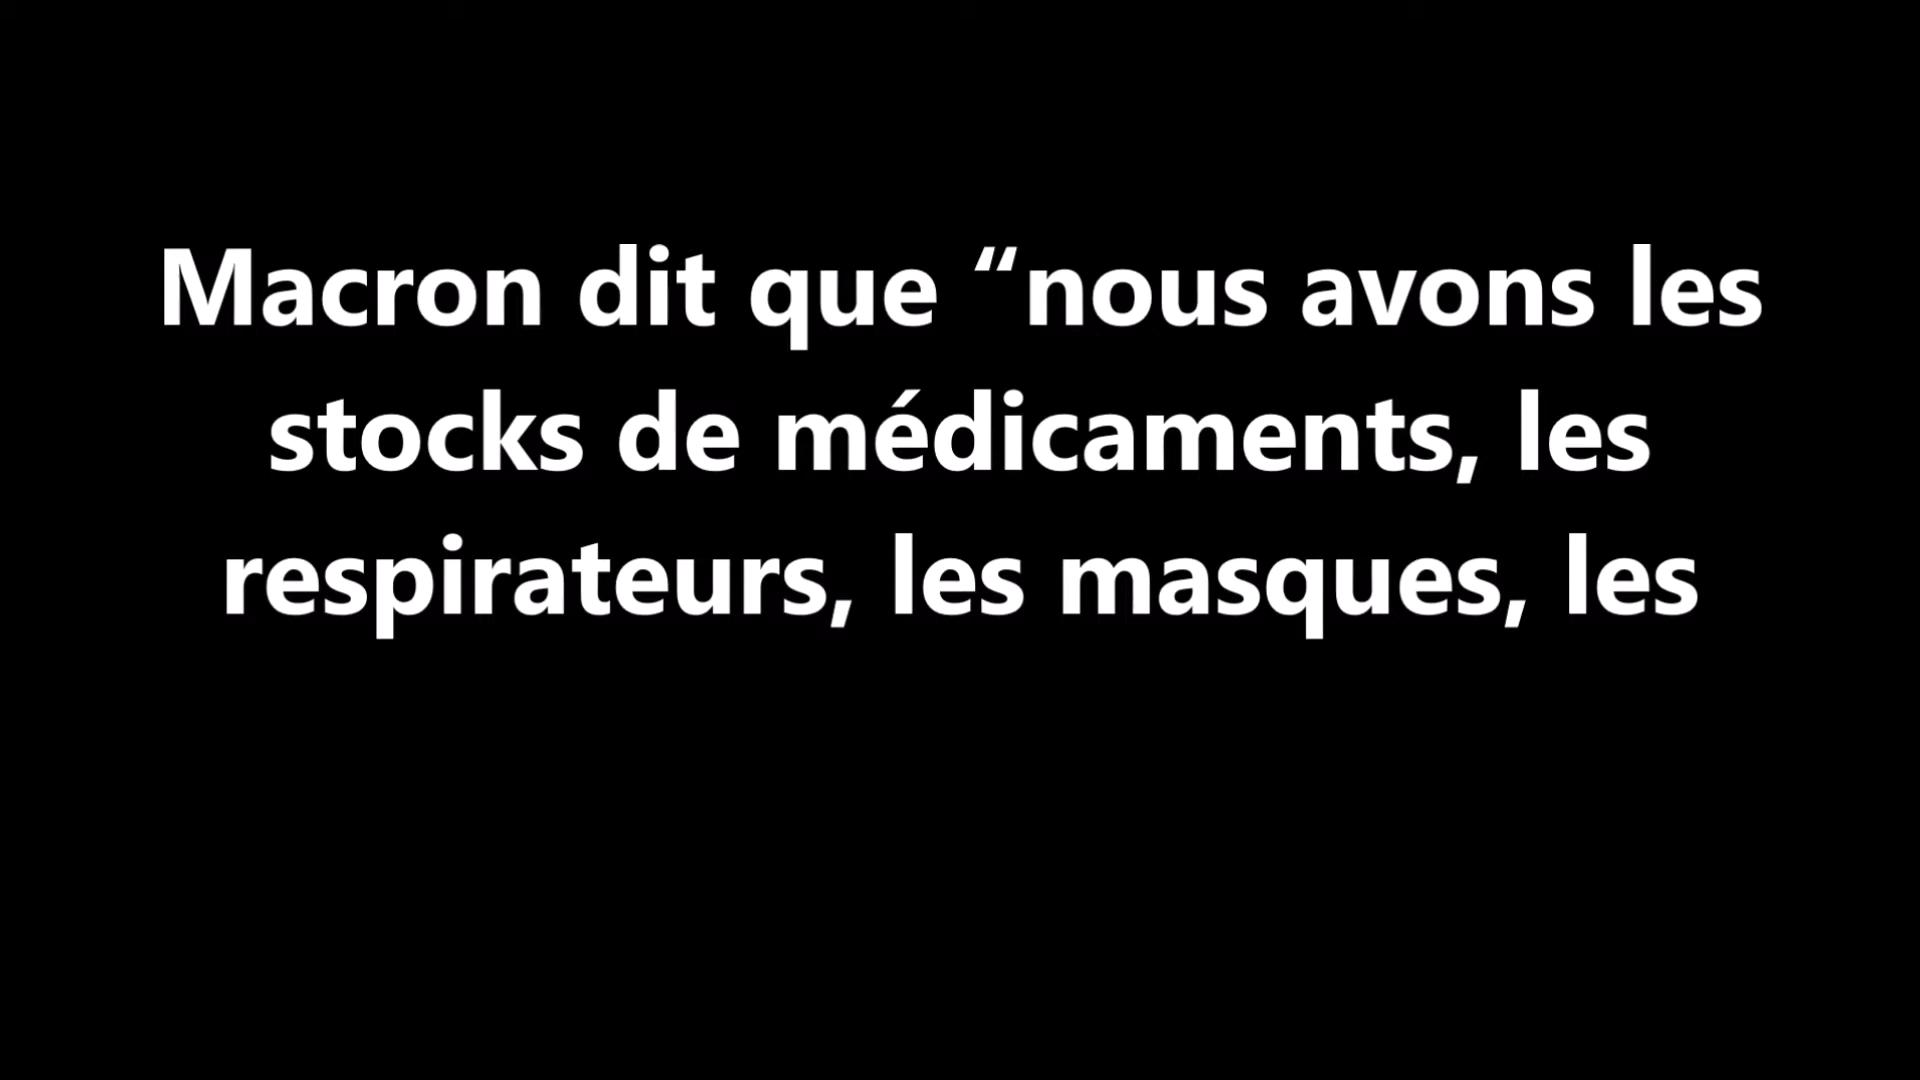 Macron dit que “nous avons les
stocks de médicaments, les
respirateurs, les masques, les